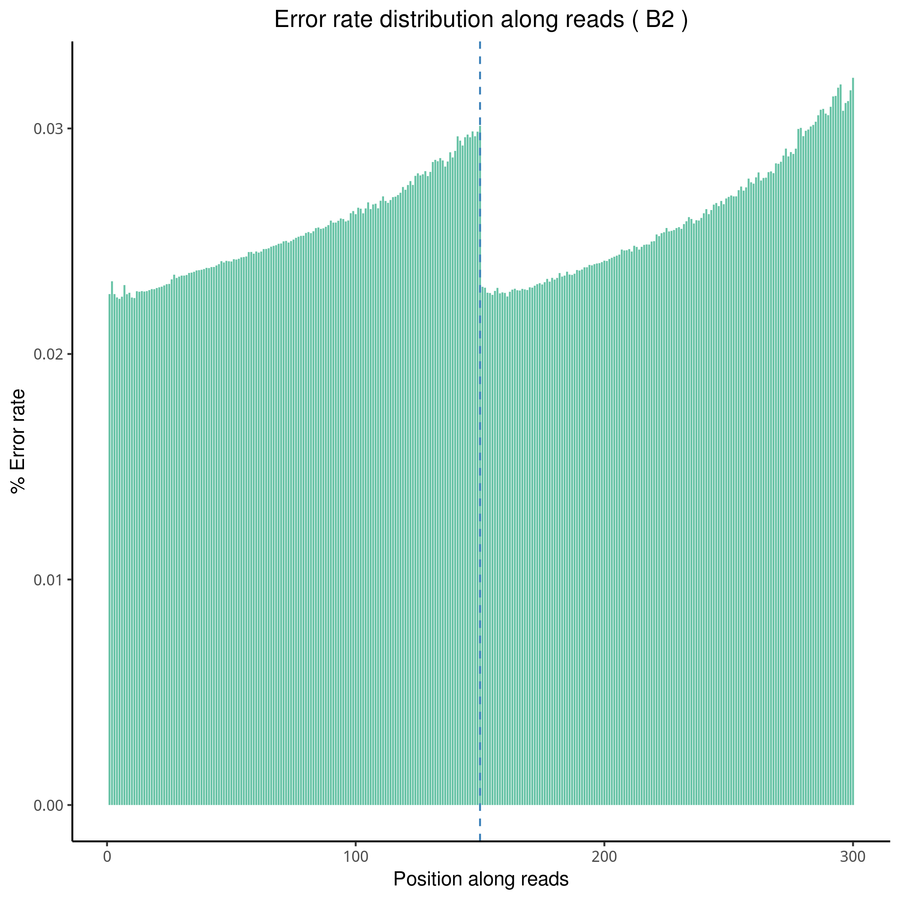 Error rate distribution along reads ( B2 )
% Error rate
0.03
0.02
0.01
0.00
0 100 200 300
Position along reads